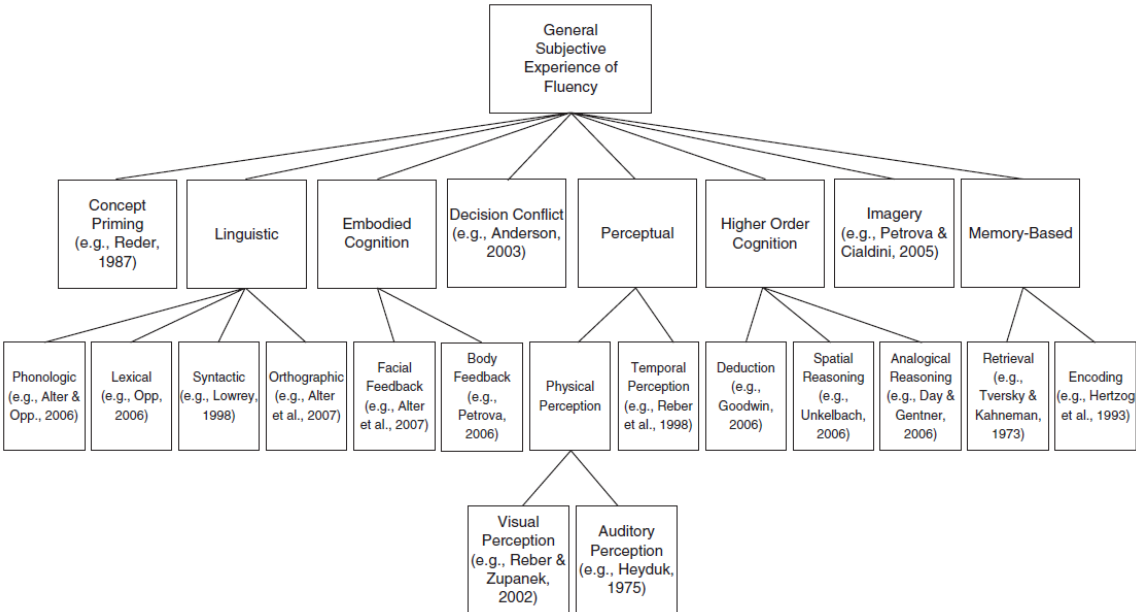 General
Subjective
Experience of
Fluency
Concept
Priming
(e.g., Reder,
1987)
Linguistic
Embodied
Cognition
Decision Conflict
(e.g., Anderson,
2003)
Perceptual
Higher Order
Cognition
Imagery
(e.g., Petrova &
Cialdini, 2005)
Memory-Based
Phonologic
(e.g., Alter &
Opp., 2006)
Lexical
(e.g., Opp,
2006)
Syntactic
(e.g., Lowrey,
1998)
Orthographic
(e.g., Alter
et al., 2007)
Facial
Feedback
(e.g., Alter
et al., 2007)
Body
Feedback
(e.g.,
Petrova,
2006)
Physical
Perception
Temporal
Perception
(e.g., Reber
et al., 1998)
Deduction
(e.g.,
Goodwin,
2006)
Spatial
Reasoning
(e.g.,
Unkelbach,
2006)
Analogical
Reasoning
(e.g., Day &
Gentner,
2006)
Retrieval
(e.g.,
Tversky &
Kahneman,
1973)
Encoding
(e.g., Hertzog
et al., 1993)
Visual
Perception
(e.g., Reber &
Zupanek,
2002)
Auditory
Perception
(e.g., Heyduk,
1975)